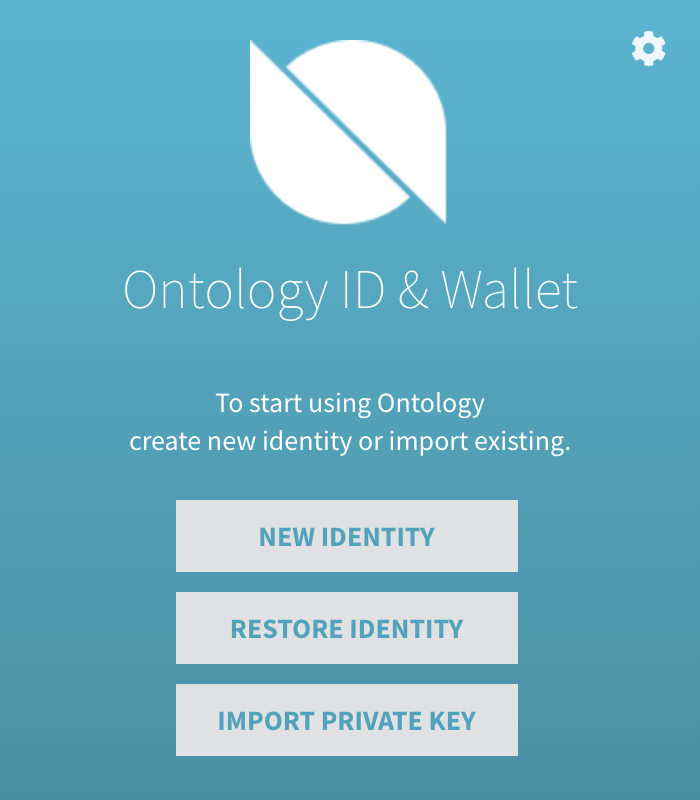 Ontology ID & Wallet
To start using Ontology
create new identity or import existing.
NEW IDENTITY
RESTORE IDENTITY
IMPORT PRIVATE KEY